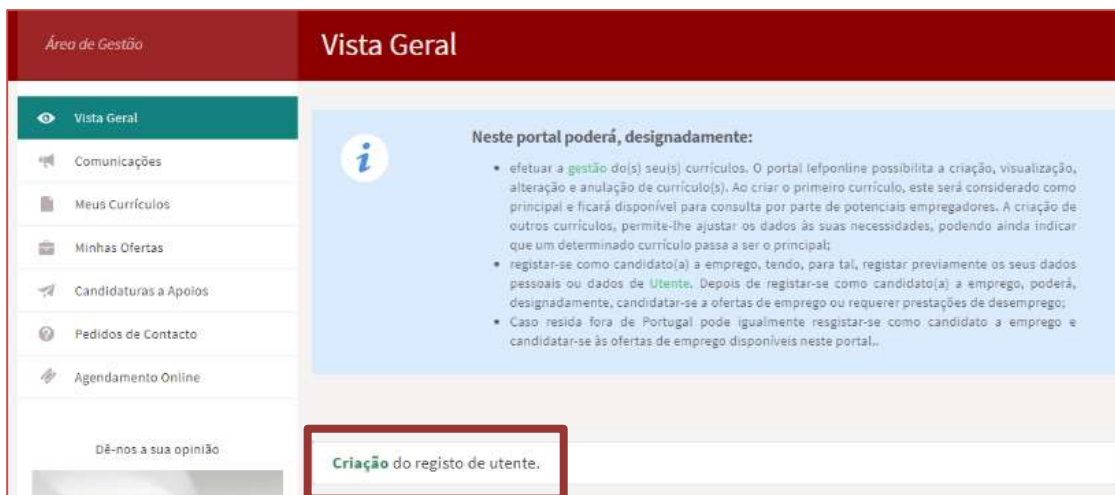 Área de Gestão
Vista Geral
Vista Geral
Comunicações
Meus Currículos
Minhas Ofertas
Candidaturas a Apoios
Pedidos de Contacto
Agendamento Online
Dê-nos a sua opinião
Neste portal poderá, designadamente:
• efetuar a gestão do(s) seu(s) currículos. O portal Iefponline possibilita a criação, visualização,
alteração e anulação de currículo(s). Ao criar o primeiro currículo, este será considerado como
principal e ficará disponível para consulta por parte de potenciais empregadores. A criação de
outros currículos, permite-lhe ajustar os dados às suas necessidades, podendo ainda indicar
que um determinado currículo passa a ser o principal;
• registar-se como candidato(a) a emprego, tendo, para tal, registar previamente os seus dados
pessoais ou dados de Utente. Depois de registar-se como candidato(a) a emprego, poderá,
designadamente, candidatar-se a ofertas de emprego ou requerer prestações de desemprego;
• Caso resida fora de Portugal pode igualmente resgistar-se como candidato a emprego e
candidatar-se às ofertas de emprego disponíveis neste portal..
Criação do registo de utente.